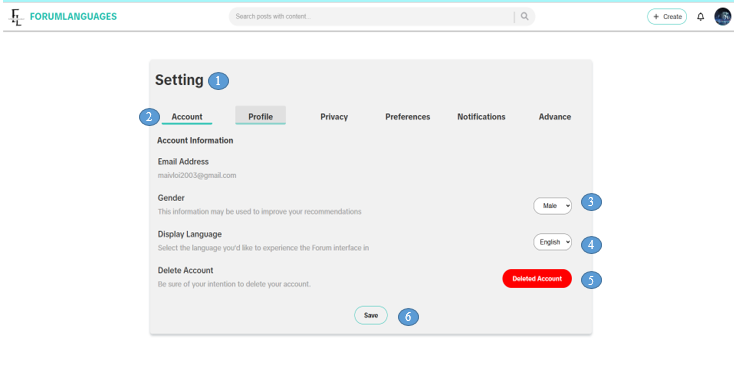 FL FORUMLANGUAGES Search posts with content.. + Create
Setting 1
2 Account Profile Privacy Preferences Notifications Advance
Account Information
Email Address
maivloi2003@gmail.com
Gender
This information may be used to improve your recommendations
Male 3
Display Language
Select the language you'd like to experience the Forum interface in
English 4
Delete Account
Be sure of your intention to delete your account.
Deleted Account 5
Save 6